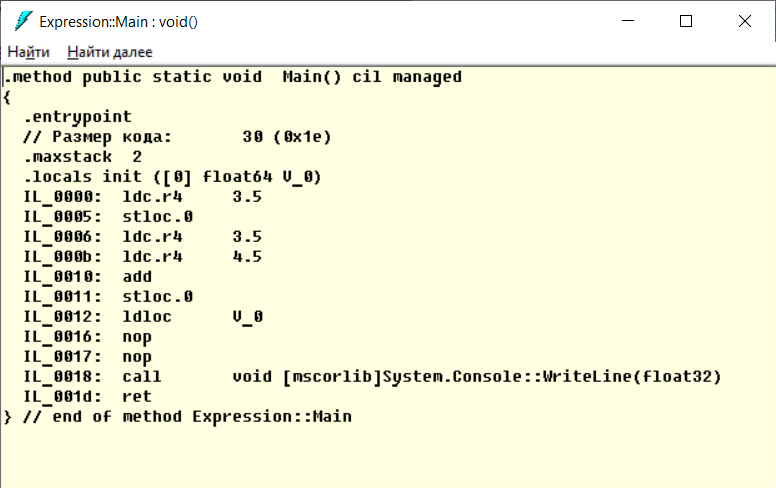 Expression::Main : void()
Найти Найти далее
.method public static void  Main() cil managed
{
  .entrypoint
  // Размер кода:       30 (0x1e)
  .maxstack  2
  .locals init ([0] float64 V_0)
  IL_0000:  ldc.r4     3.5
  IL_0005:  stloc.0
  IL_0006:  ldc.r4     3.5
  IL_000b:  ldc.r4     4.5
  IL_0010:  add
  IL_0011:  stloc.0
  IL_0012:  ldloc      V_0
  IL_0016:  nop
  IL_0017:  nop
  IL_0018:  call       void [mscorlib]System.Console::WriteLine(float32)
  IL_001d:  ret
} // end of method Expression::Main